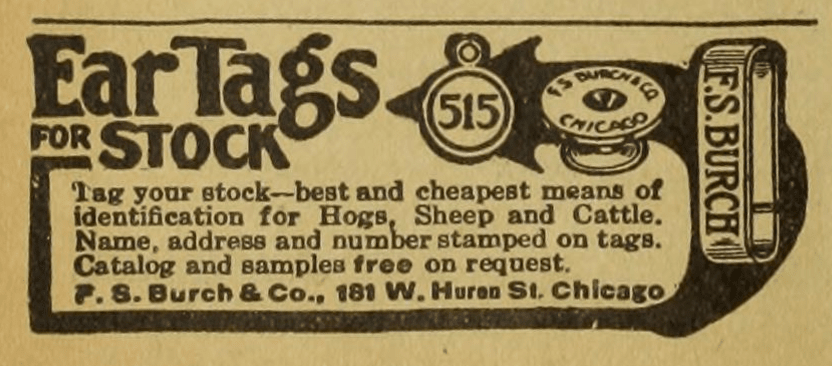 Ear Tags
FOR STOCK
515
F.S. BURCH & CO
CHICAGO
F.S. BURCH
Tag your stock—best and cheapest means of
identification for Hogs, Sheep and Cattle.
Name, address and number stamped on tags.
Catalog and samples free on request.
F. S. Burch & Co., 181 W. Huron St. Chicago